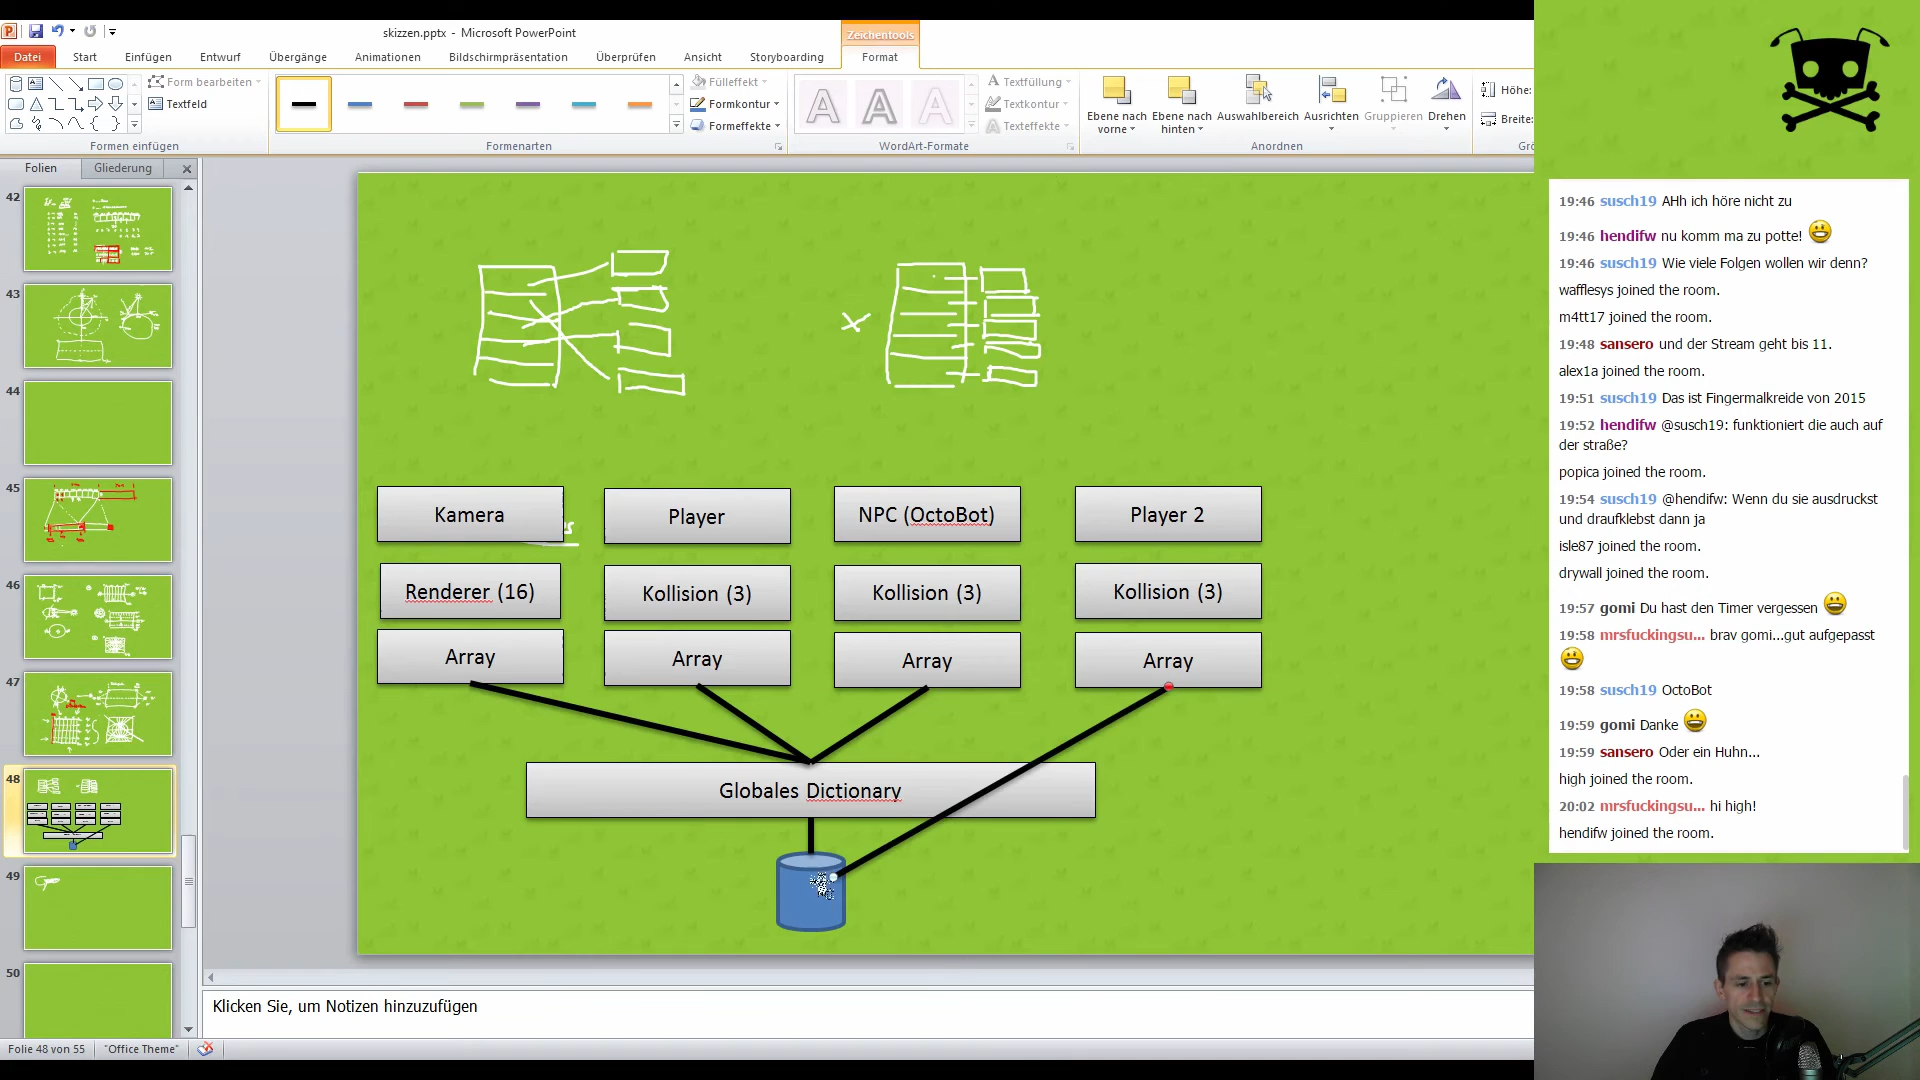 skizzen.pptx - Microsoft PowerPoint
Zeichentools
Datei
Start
Einfügen
Entwurf
Übergänge
Animationen
Bildschirmpräsentation
Überprüfen
Ansicht
Storyboarding
Format
Form bearbeiten
Textfeld
Formen einfügen
Fülleffekt
Formkontur
Formeffekte
Formenarten
A A A
Textfüllung
Textkontur
Texteffekte
WordArt-Formate
Ebene nach vorne
Ebene nach hinten
Auswahlbereich
Ausrichten
Gruppieren
Drehen
Anordnen
Höhe:
Breite:
Grö
Folien
Gliederung
42
43
44
45
46
47
48
49
50
Kamera
Player
NPC (OctoBot)
Player 2
Renderer (16)
Kollision (3)
Kollision (3)
Kollision (3)
Array
Array
Array
Array
Globales Dictionary
Klicken Sie, um Notizen hinzuzufügen
Folie 48 von 55
"Office Theme"
19:46 susch19 AHh ich höre nicht zu
19:46 hendifw nu komm ma zu potte!
19:46 susch19 Wie viele Folgen wollen wir denn?
wafflesys joined the room.
m4tt17 joined the room.
19:48 sansero und der Stream geht bis 11.
alex1a joined the room.
19:51 susch19 Das ist Fingermalkreide von 2015
19:52 hendifw @susch19: funktioniert die auch auf
der straße?
popica joined the room.
19:54 susch19 @hendifw: Wenn du sie ausdruckst
und draufklebst dann ja
isle87 joined the room.
drywall joined the room.
19:57 gomi Du hast den Timer vergessen
19:58 mrsfuckingsu... brav gomi...gut aufgepasst
19:58 susch19 OctoBot
19:59 gomi Danke
19:59 sansero Oder ein Huhn...
high joined the room.
20:02 mrsfuckingsu... hi high!
hendifw joined the room.